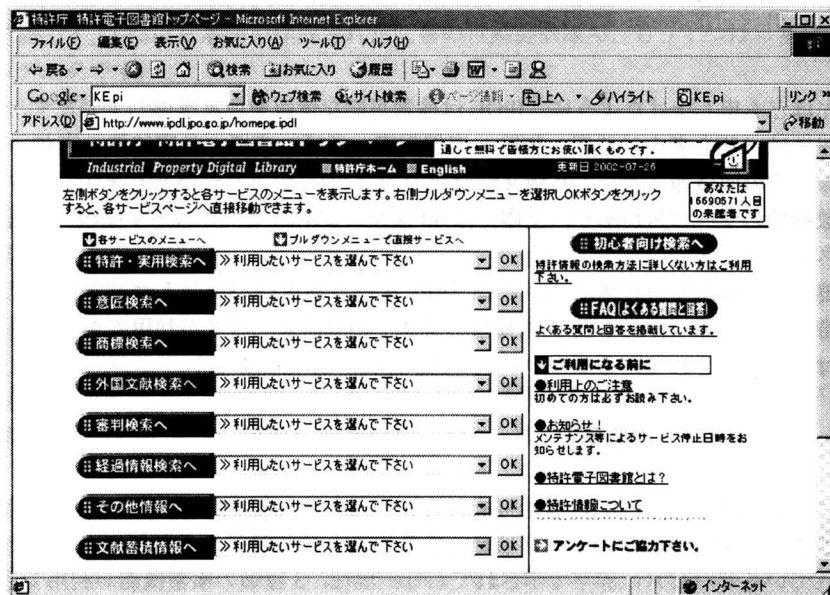 特許庁 特許電子図書館トップページ - Microsoft Internet Explorer
ファイル(F) 編集(E) 表示(V) お気に入り(A) ツール(T) ヘルプ(H)
戻る 検索 お気に入り 履歴
Google KEpi ウェブ検索 サイト検索 ページ情報 上へ ハイライト KEpi リンク »
アドレス(D) http://www.ipdl.jpo.go.jp/homepg.ipdl 移動
通して無料で皆様方にお使い頂くものです。
Industrial Property Digital Library 特許庁ホーム English 更新日 2002-07-26
左側ボタンをクリックすると各サービスのメニューを表示します。右側プルダウンメニューを選択しOKボタンをクリック
すると、各サービスページへ直接移動できます。
あなたは
16690571人目
の来館者です
各サービスのメニューへ プルダウンメニューで直接サービスへ
特許・実用検索へ ≫利用したいサービスを選んで下さい OK
意匠検索へ ≫利用したいサービスを選んで下さい OK
商標検索へ ≫利用したいサービスを選んで下さい OK
外国文献検索へ ≫利用したいサービスを選んで下さい OK
審判検索へ ≫利用したいサービスを選んで下さい OK
経過情報検索へ ≫利用したいサービスを選んで下さい OK
その他情報へ ≫利用したいサービスを選んで下さい OK
文献蓄積情報へ ≫利用したいサービスを選んで下さい OK
初心者向け検索へ
特許情報の検索方法に詳しくない方はご利用
下さい。
FAQ(よくある質問と回答)
よくある質問と回答を掲載しています。
ご利用になる前に
●利用上のご注意
初めての方は必ずお読み下さい。
●お知らせ!
メンテナンス等によるサービス停止日時をお
知らせします。
●特許電子図書館とは?
●特許情報について
アンケートにご協力下さい。
インターネット